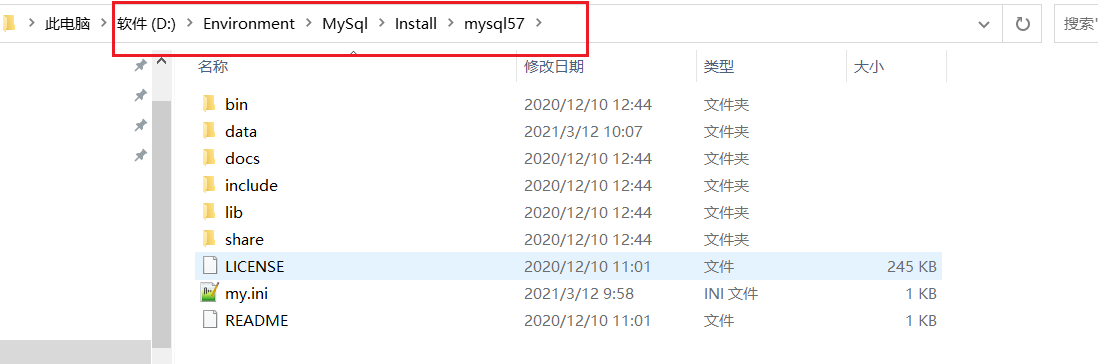 此电脑 > 软件 (D:) > Environment > MySql > Install > mysql57 > 搜索"
名称 修改日期 类型 大小
bin 2020/12/10 12:44 文件夹
data 2021/3/12 10:07 文件夹
docs 2020/12/10 12:44 文件夹
include 2020/12/10 12:44 文件夹
lib 2020/12/10 12:44 文件夹
share 2020/12/10 12:44 文件夹
LICENSE 2020/12/10 11:01 文件 245 KB
my.ini 2021/3/12 9:58 INI 文件 1 KB
README 2020/12/10 11:01 文件 1 KB